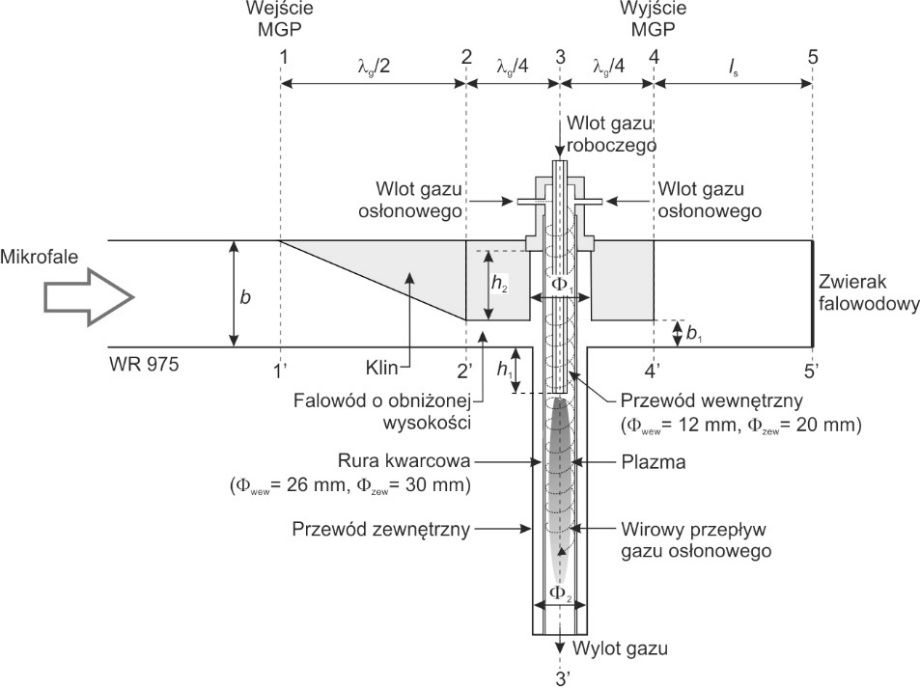 Wejście
MGP
Wyjście
MGP
1
2
3
4
5
λg/2
λg/4
λg/4
ls
Wlot gazu
roboczego
Wlot gazu
osłonowego
Wlot gazu
osłonowego
Mikrofale
b
h2
Φ1
Zwierak
falowodowy
b1
h1
WR 975
1'
Klin
2'
4'
5'
Falowód o obniżonej
wysokości
Przewód wewnętrzny
(Φwew= 12 mm, Φzew= 20 mm)
Rura kwarcowa
(Φwew= 26 mm, Φzew= 30 mm)
Plazma
Przewód zewnętrzny
Wirowy przepływ
gazu osłonowego
Φ2
Wylot gazu
3'